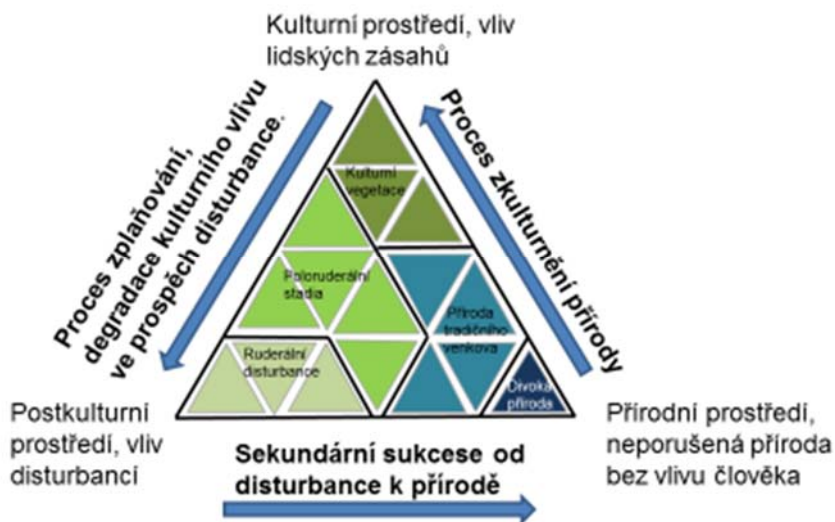 Kulturní prostředí, vliv
lidských zásahů
Proces zplaňování,
degradace kulturního vlivu
ve prospěch disturbance.
Proces zkulturnění přírody
Kulturní
vegetace
Poloruderální
stadia
Příroda
tradičního
venkova
Ruderální
disturbance
Divoká
příroda
Postkulturní
prostředí, vliv
disturbancí
Sekundární sukcese od
disturbance k přírodě
Přírodní prostředí,
neporušená příroda
bez vlivu člověka